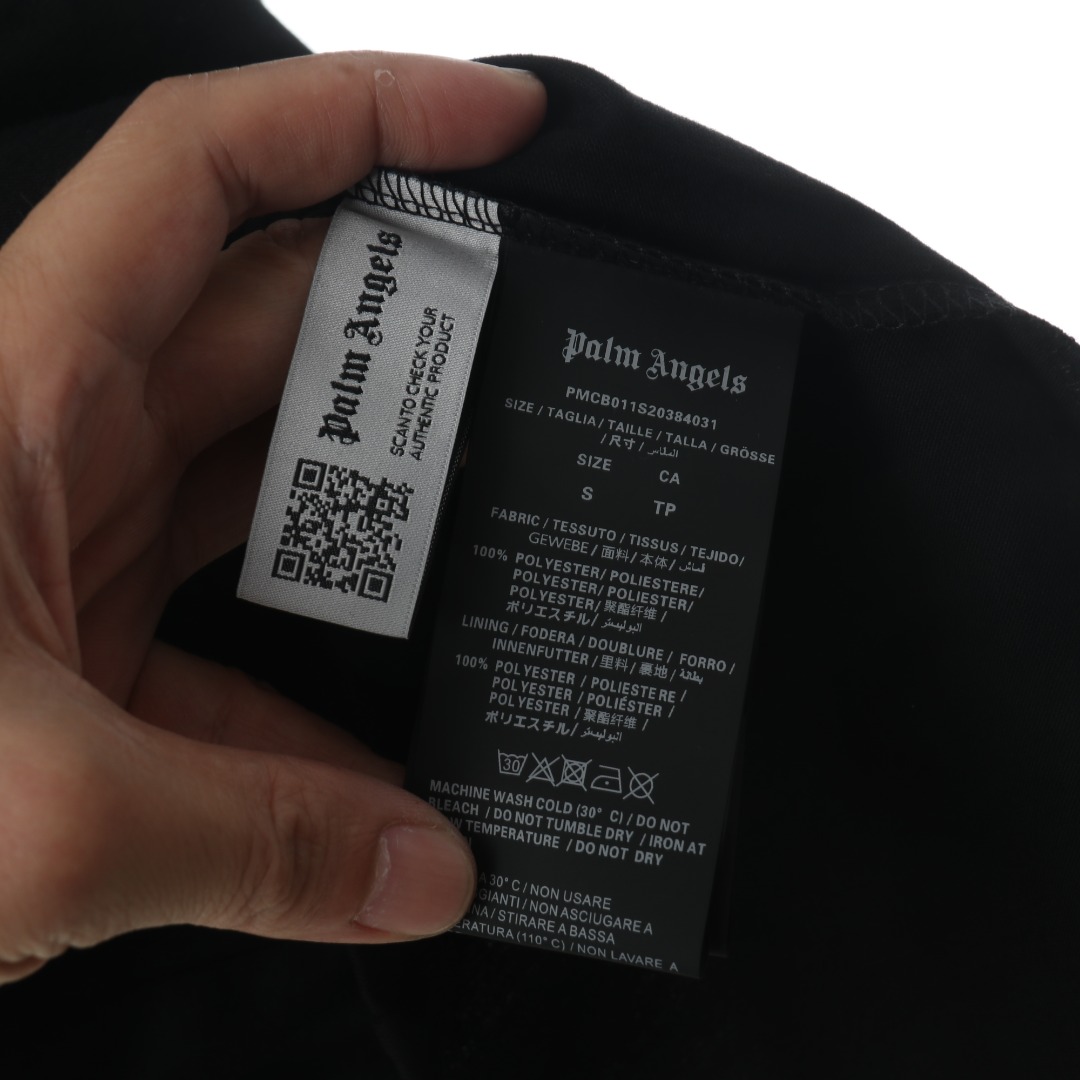 Palm Angels
SCAN TO CHECK YOUR
AUTHENTIC PRODUCT
Palm Angels
PMCB011S20384031
SIZE / TAGLIA / TAILLE / TALLA / GRÖSSE
/ 尺寸 / المقاس
SIZE CA
S TP
FABRIC / TESSUTO / TISSUS / TEJIDO/
GEWEBE / 面料 / 本体 / قماش
100% POLYESTER/ POLIESTERE/
POLYESTER/ POLIESTER/
POLYESTER/ 聚酯纤维 /
ポリエステル/ البوليستر
LINING / FODERA / DOUBLURE / FORRO /
INNENFUTTER / 里料 / 裏地 / بطانة
100% POLYESTER / POLIESTERE /
POLYESTER / POLIÉSTER /
POLYESTER / 聚酯纤维 /
ポリエステル/ البوليستر
30
MACHINE WASH COLD (30° C) / DO NOT
BLEACH / DO NOT TUMBLE DRY / IRON AT
TEMPERATURE / DO NOT DRY
A 30° C / NON USARE
/ NON ASCIUGARE A
/ STIRARE A BASSA
(110° C) / NON LAVARE A